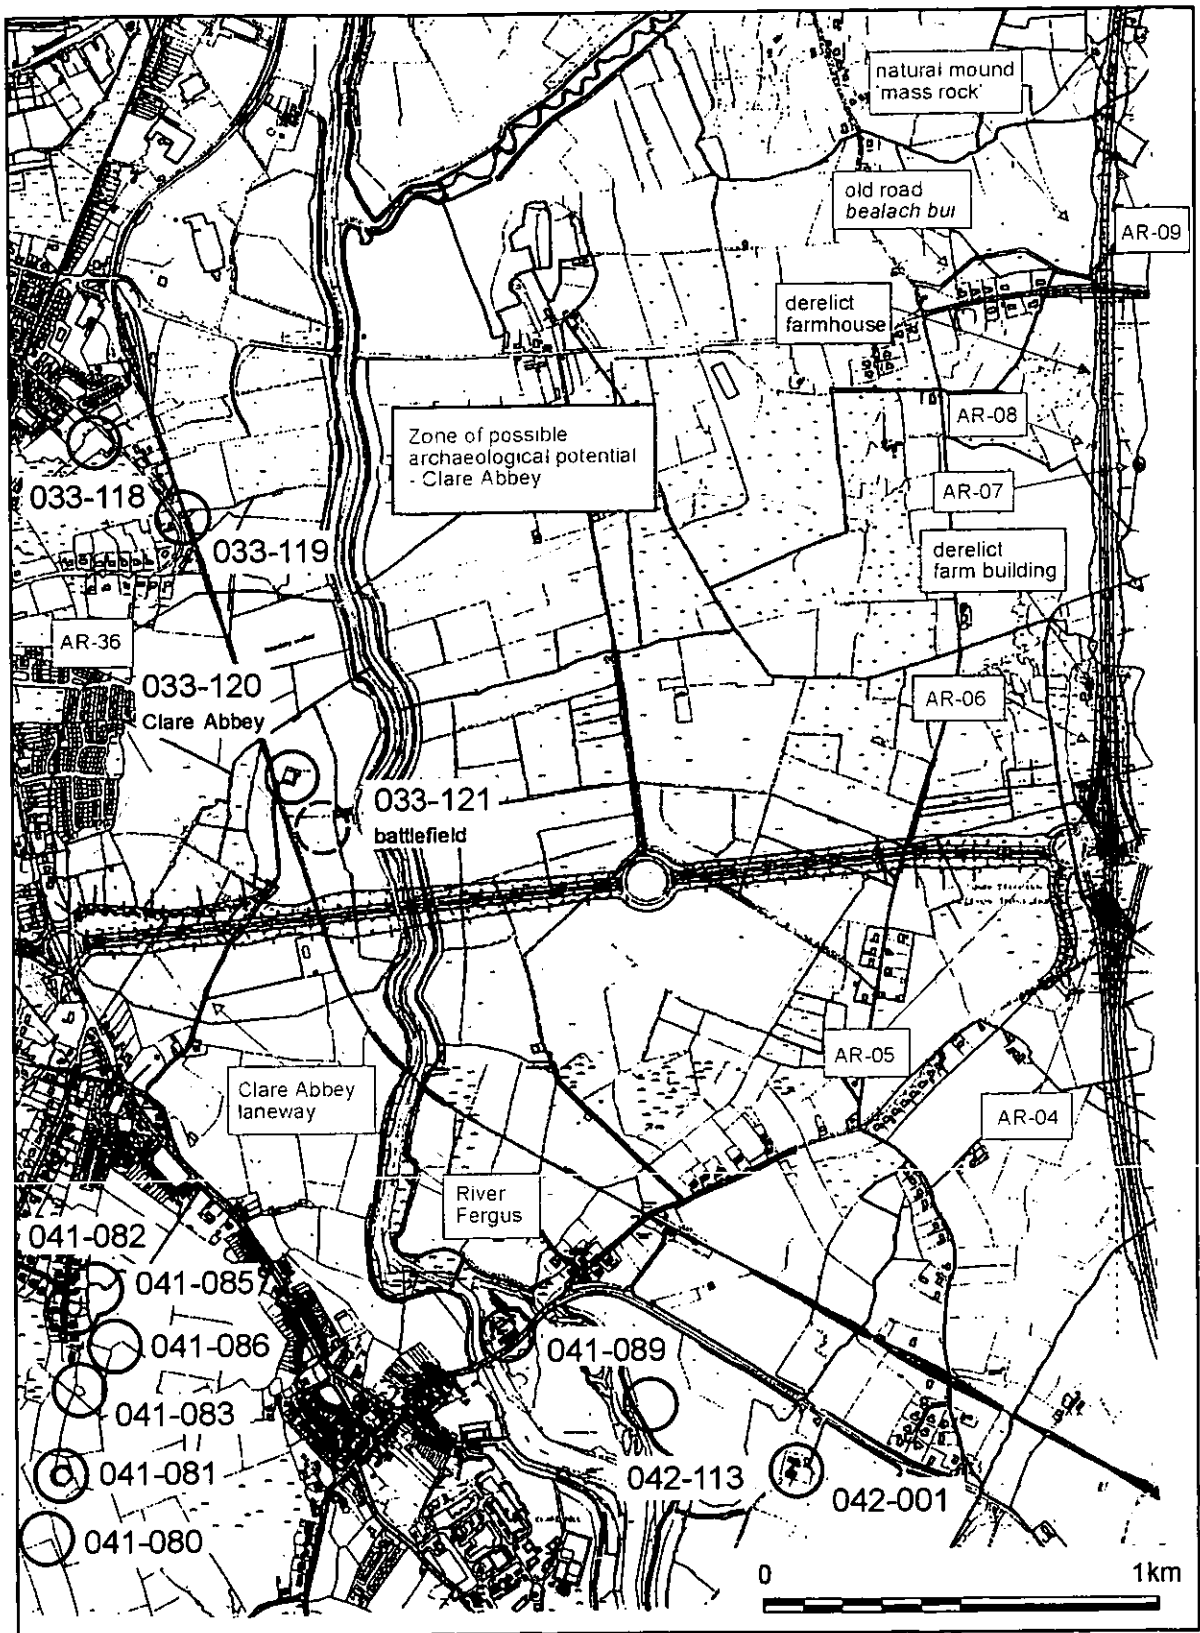 natural mound
'mass rock'
old road
bealach bui
AR-09
derelict
farmhouse
AR-08
Zone of possible
archaeological potential
- Clare Abbey
033-118
AR-07
033-119
derelict
farm building
AR-36
033-120
Clare Abbey
AR-06
033-121
battlefield
AR-05
Clare Abbey
laneway
AR-04
River
Fergus
041-082
041-085
041-086
041-089
041-083
041-081
042-113
042-001
041-080
0
1km